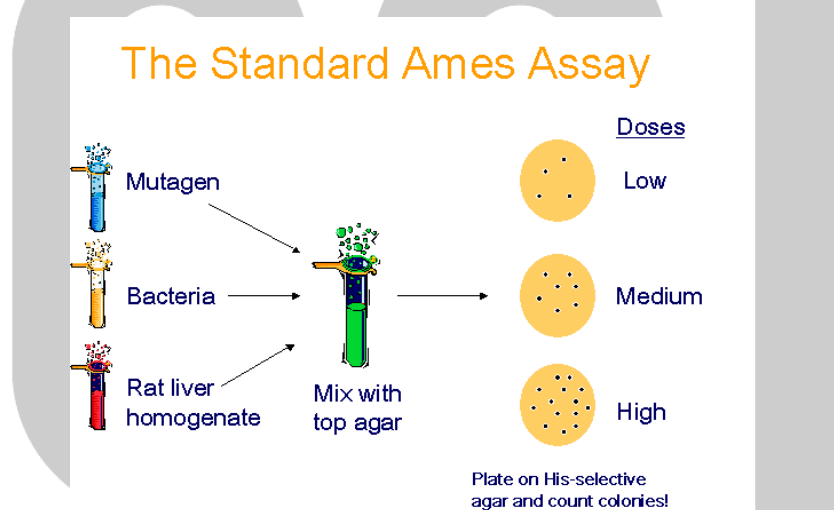 The Standard Ames Assay
Doses
Mutagen
Low
Bacteria
Medium
Rat liver
homogenate
Mix with
top agar
High
Plate on His-selective
agar and count colonies!